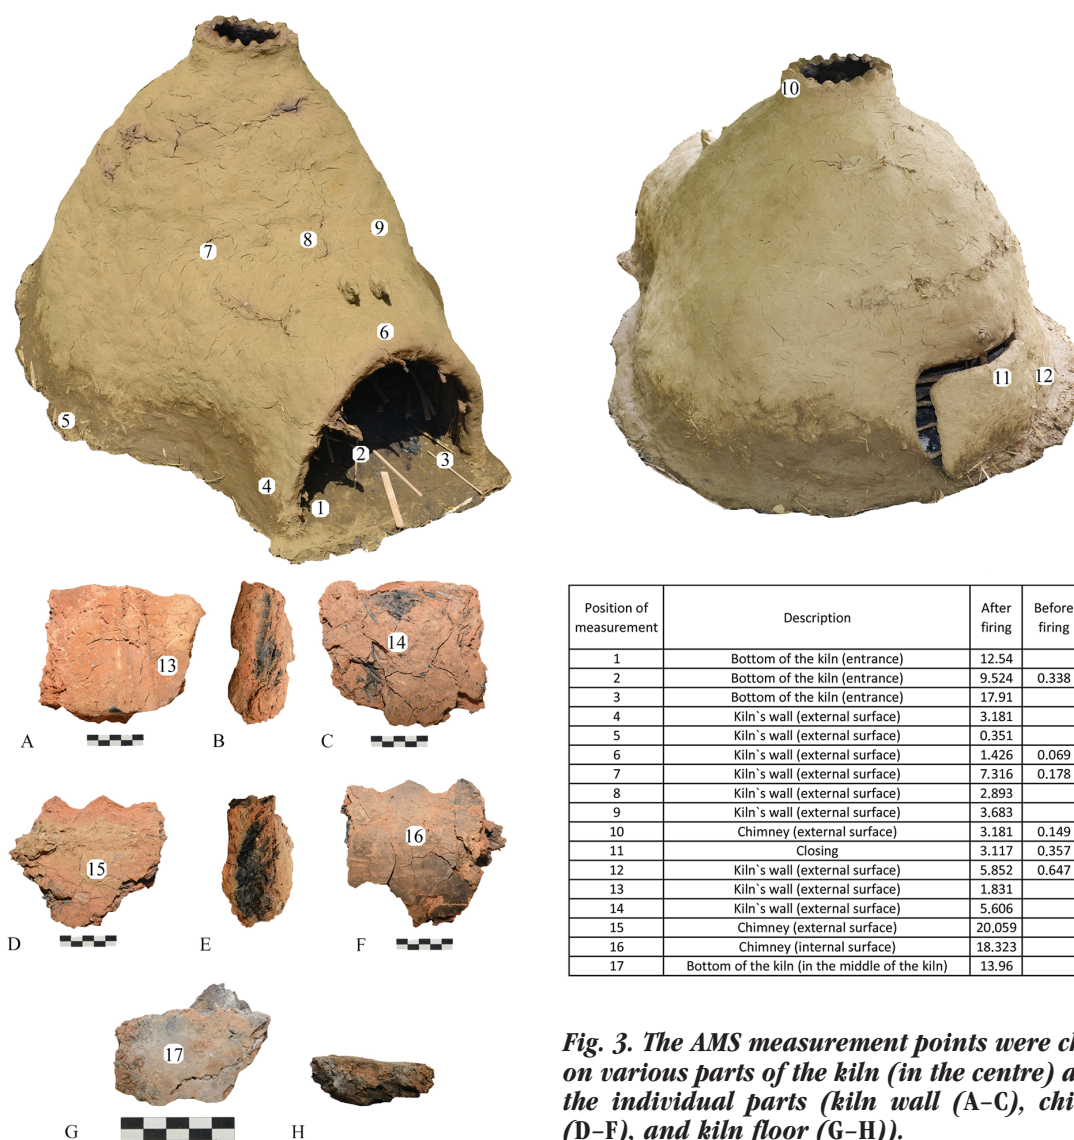 10
9
8
7
6
11
12
5
2
3
4
1
13
14
A
B
C
15
16
D
E
F
17
G
H
Position of measurement Description After firing Before firing
1 Bottom of the kiln (entrance) 12.54
2 Bottom of the kiln (entrance) 9.524 0.338
3 Bottom of the kiln (entrance) 17.91
4 Kiln`s wall (external surface) 3.181
5 Kiln`s wall (external surface) 0.351
6 Kiln`s wall (external surface) 1.426 0.069
7 Kiln`s wall (external surface) 7.316 0.178
8 Kiln`s wall (external surface) 2.893
9 Kiln`s wall (external surface) 3.683
10 Chimney (external surface) 3.181 0.149
11 Closing 3.117 0.357
12 Kiln`s wall (external surface) 5.852 0.647
13 Kiln`s wall (external surface) 1.831
14 Kiln`s wall (external surface) 5.606
15 Chimney (external surface) 20.059
16 Chimney (internal surface) 18.323
17 Bottom of the kiln (in the middle of the kiln) 13.96
Fig. 3. The AMS measurement points were
on various parts of the kiln (in the centre)
the individual parts (kiln wall (A–C),
(D–F), and kiln floor (G–H)).